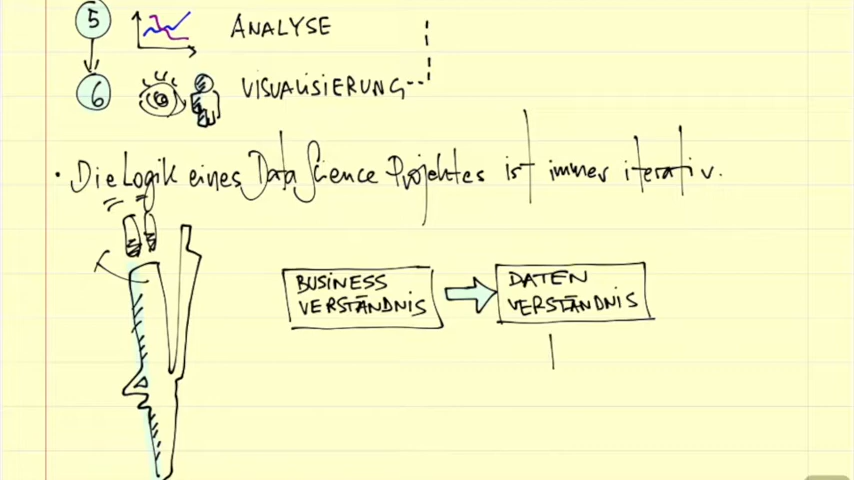 5 ANALYSE
6 VISUALISIERUNG
• Die Logik eines Data Science Projektes ist immer iterativ.
BUSINESS
VERSTÄNDNIS
DATEN
VERSTÄNDNIS